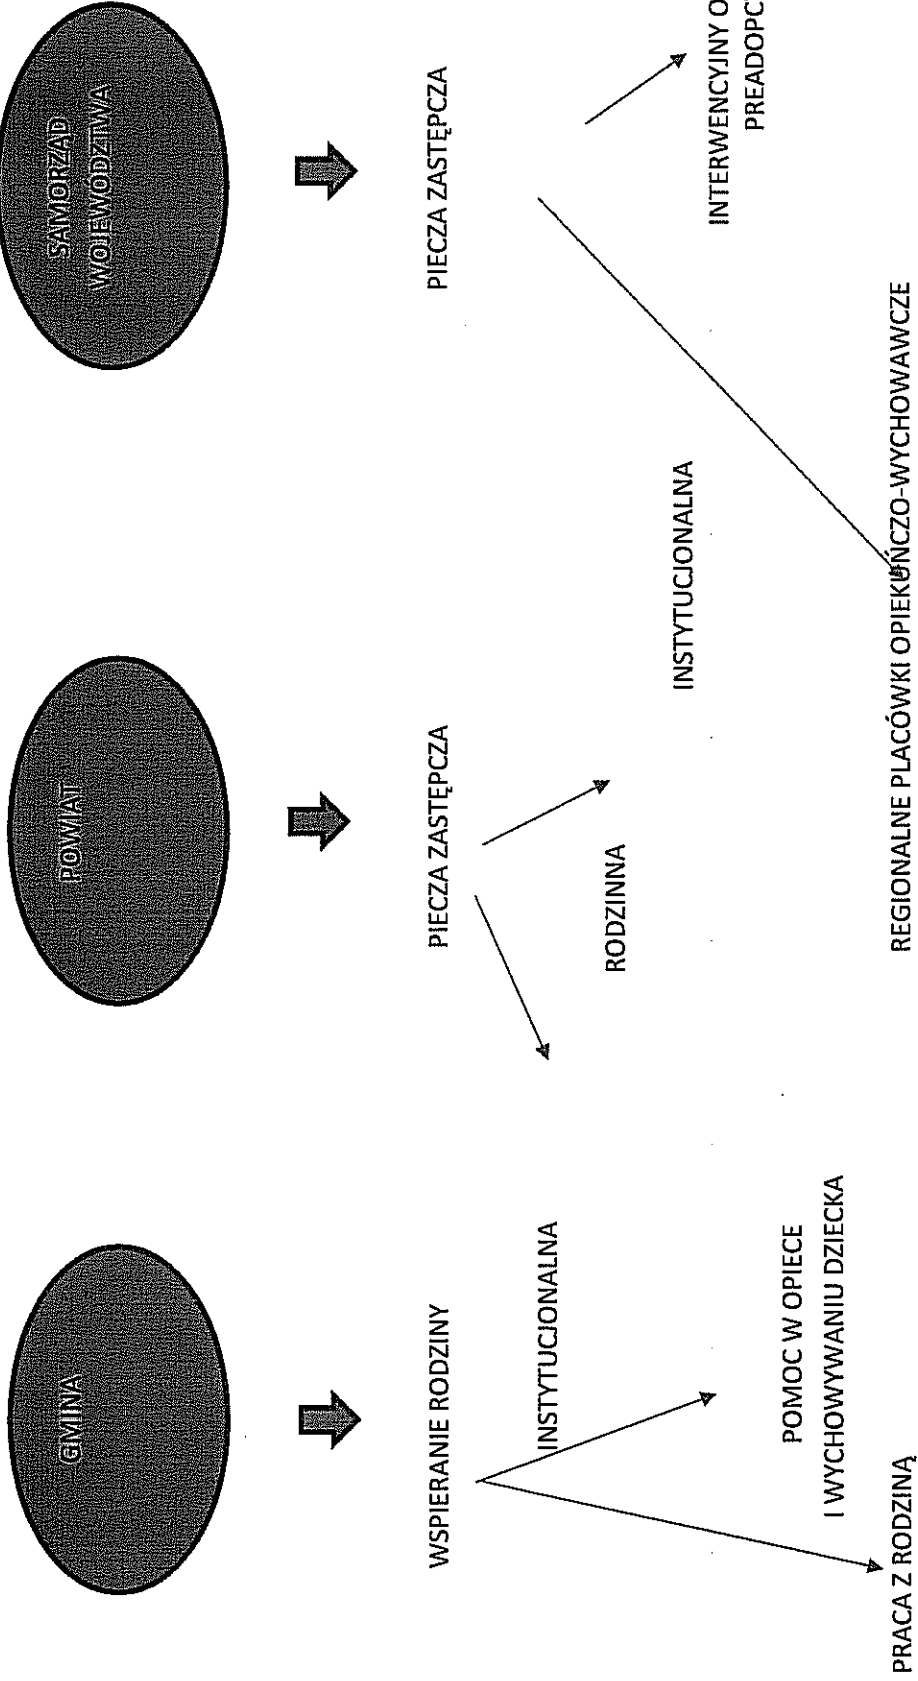 GMINA
POWIAT
SAMORZĄD
WOJEWÓDZTWA
WSPIERANIE RODZINY
PIECZA ZASTĘPCZA
PIECZA ZASTĘPCZA
INSTYTUCJONALNA
RODZINNA
INSTYTUCJONALNA
INTERWENCYJNY O
PREADOPC
POMOC W OPIECE
I WYCHOWYWANIU DZIECKA
PRACA Z RODZINĄ
REGIONALNE PLACÓWKI OPIEKUŃCZO-WYCHOWAWCZE